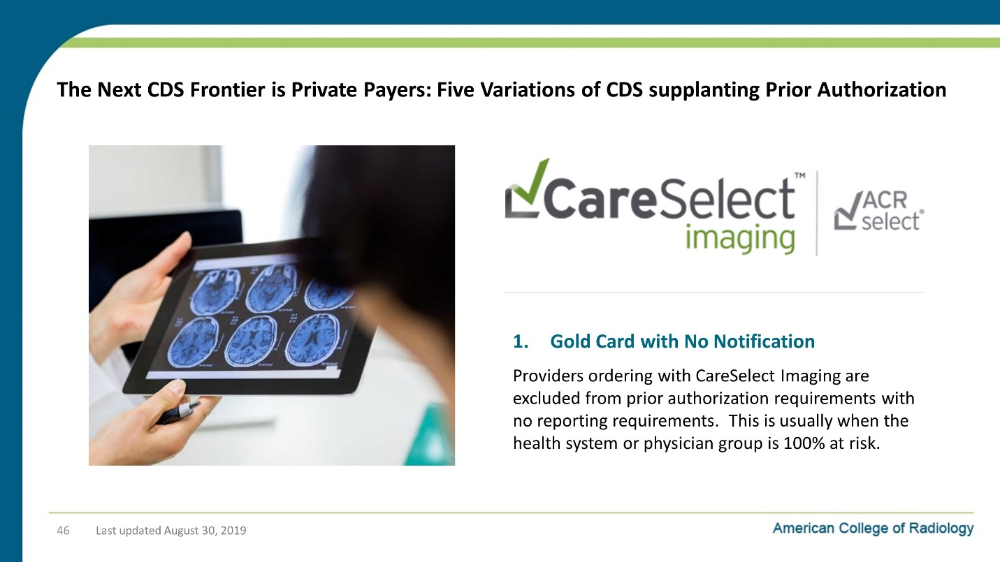 The Next CDS Frontier is Private Payers: Five Variations of CDS supplanting Prior Authorization
CareSelect™
imaging
ACR
select®
1. Gold Card with No Notification
Providers ordering with CareSelect Imaging are
excluded from prior authorization requirements with
no reporting requirements.  This is usually when the
health system or physician group is 100% at risk.
46 Last updated August 30, 2019
American College of Radiology